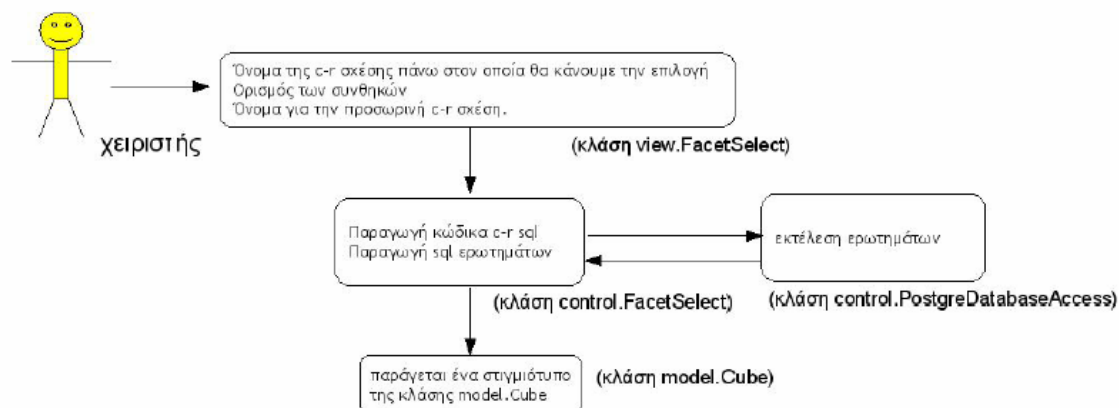 Όνομα της c-r σχέσης πάνω στον οποία θα κάνουμε την επιλογή
Ορισμός των συνθηκών
Όνομα για την προσωρινή c-r σχέση.
χειριστής
(κλάση view.FacetSelect)
Παραγωγή κώδικα c-r sql
Παραγωγή sql ερωτημάτων
εκτέλεση ερωτημάτων
(κλάση control.FacetSelect)
(κλάση control.PostgreDatabaseAccess)
παράγεται ένα στιγμιότυπο
της κλάσης model.Cube
(κλάση model.Cube)